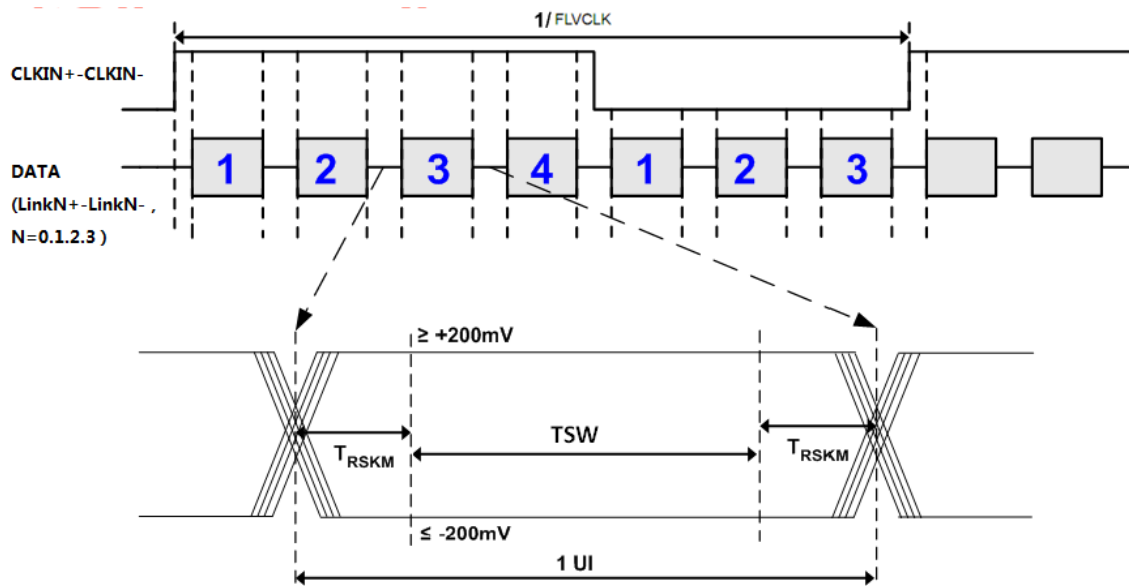 1/ FLVCLK
CLKIN+-CLKIN-
1 2 3 4 1 2 3
DATA
(LinkN+-LinkN- ,
N=0.1.2.3 )
≥ +200mV
TSW
TRSKM TRSKM
≤ -200mV
1 UI